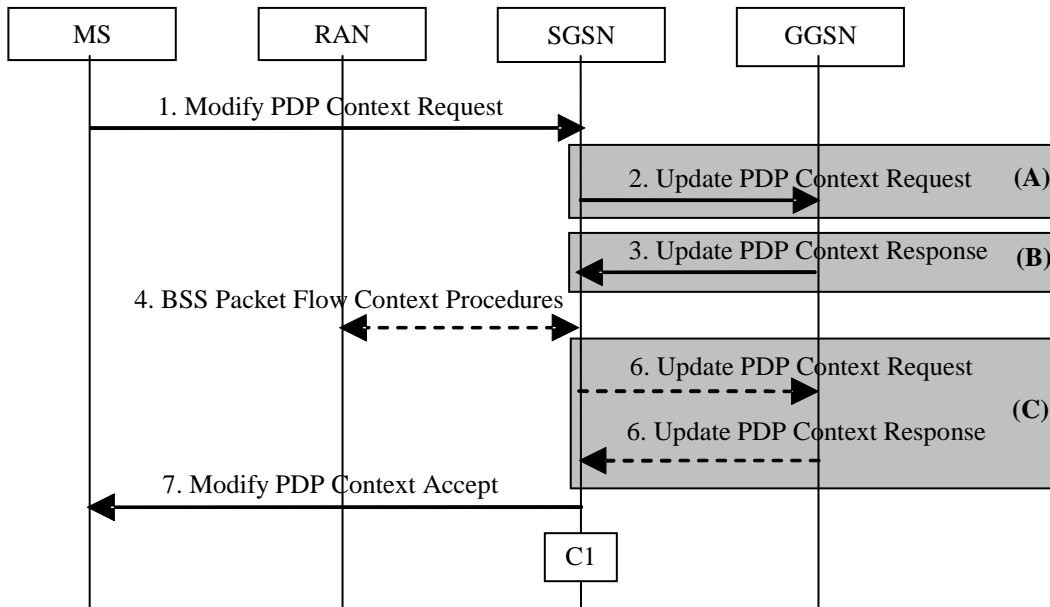 MS
RAN
SGSN
GGSN
1. Modify PDP Context Request
2. Update PDP Context Request
(A)
3. Update PDP Context Response
(B)
4. BSS Packet Flow Context Procedures
6. Update PDP Context Request
(C)
6. Update PDP Context Response
7. Modify PDP Context Accept
C1